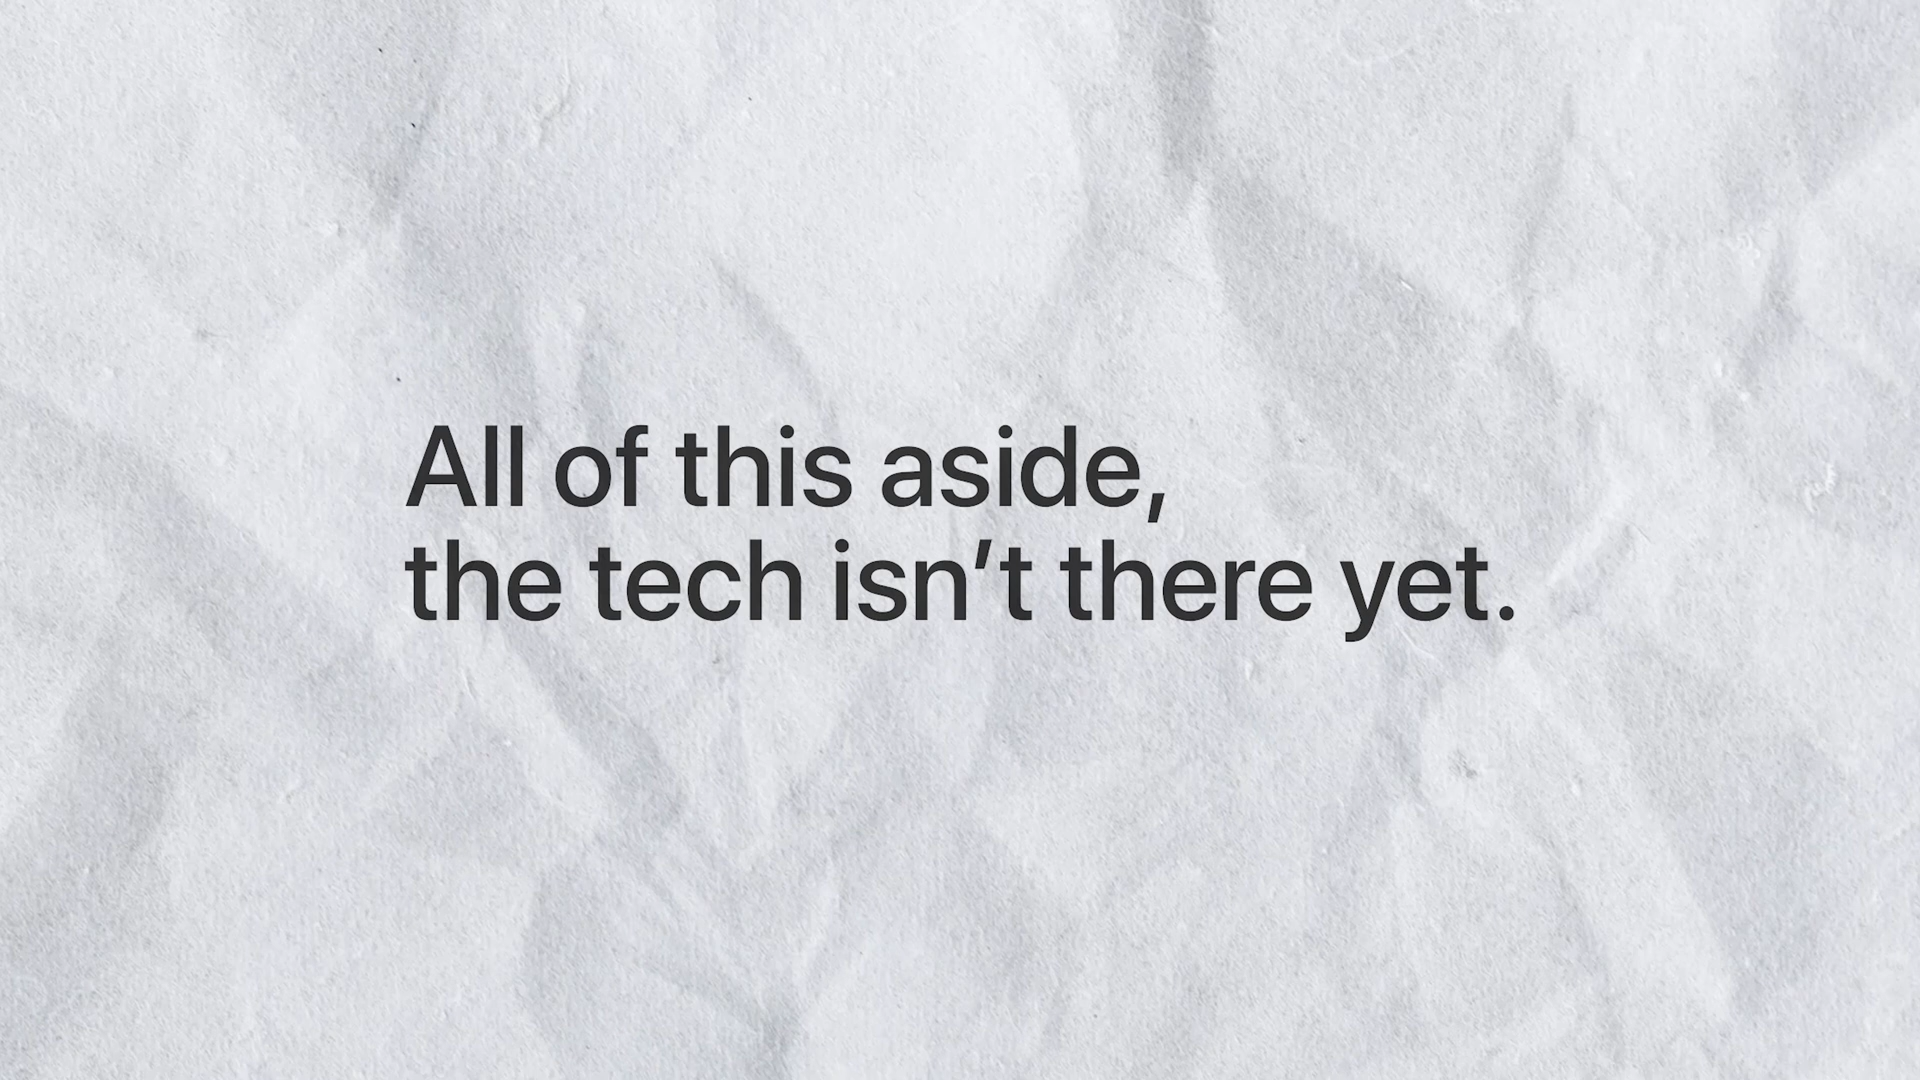 All of this aside,
the tech isn’t there yet.